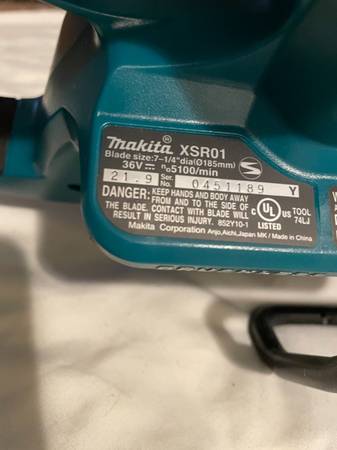 makita® XSR01
Blade size:7-1/4"dia(Ø185mm)
36V⎓ n₀5100/min
21.9 Ser. No. 0451189 Y
DANGER: KEEP HANDS AND BODY AWAY
FROM AND TO THE SIDE OF
THE BLADE. CONTACT WITH BLADE WILL
RESULT IN SERIOUS INJURY. 852Y10-1
c UL US LISTED TOOL 74LJ
Makita Corporation Anjo,Aichi,Japan MK / Made in China